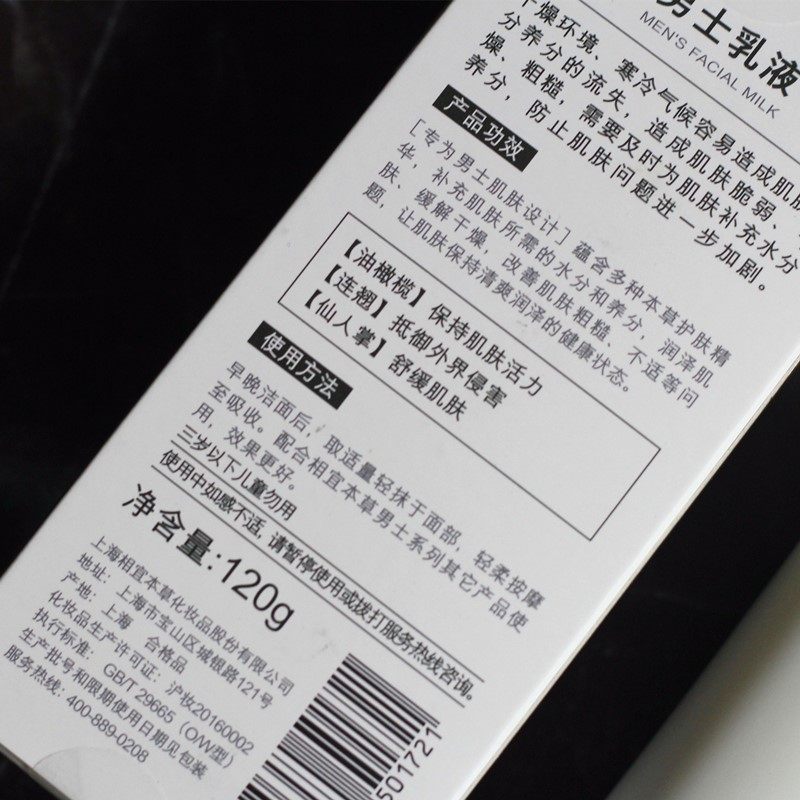 男士乳液
MEN'S FACIAL MILK
干燥环境、寒冷气候容易造成肌肤
分养分的流失，造成肌肤脆弱、
燥、粗糙，需要及时为肌肤补充水分
养分，防止肌肤问题进一步加剧。
产品功效
［专为男士肌肤设计］蕴含多种本草护肤精
华，补充肌肤所需的水分和养分，润泽肌
肤、缓解干燥、改善肌肤粗糙、不适等问
题，让肌肤保持清爽润泽的健康状态。
【油橄榄】保持肌肤活力
【连翘】抵御外界侵害
【仙人掌】舒缓肌肤
使用方法
早晚洁面后，取适量轻抹于面部，轻柔按摩
至吸收。配合相宜本草男士系列其它产品使
用，效果更好。
三岁以下儿童勿用
使用中如感不适，请暂停使用或拨打服务热线咨询。
净含量:120g
上海相宜本草化妆品股份有限公司
地址: 上海市宝山区城银路121号
产地: 上海 合格品
化妆品生产许可证: 沪妆20160002
执行标准: GB/T 29665（O/W型）
生产批号和限期使用日期见包装
服务热线: 400-889-0208
501721